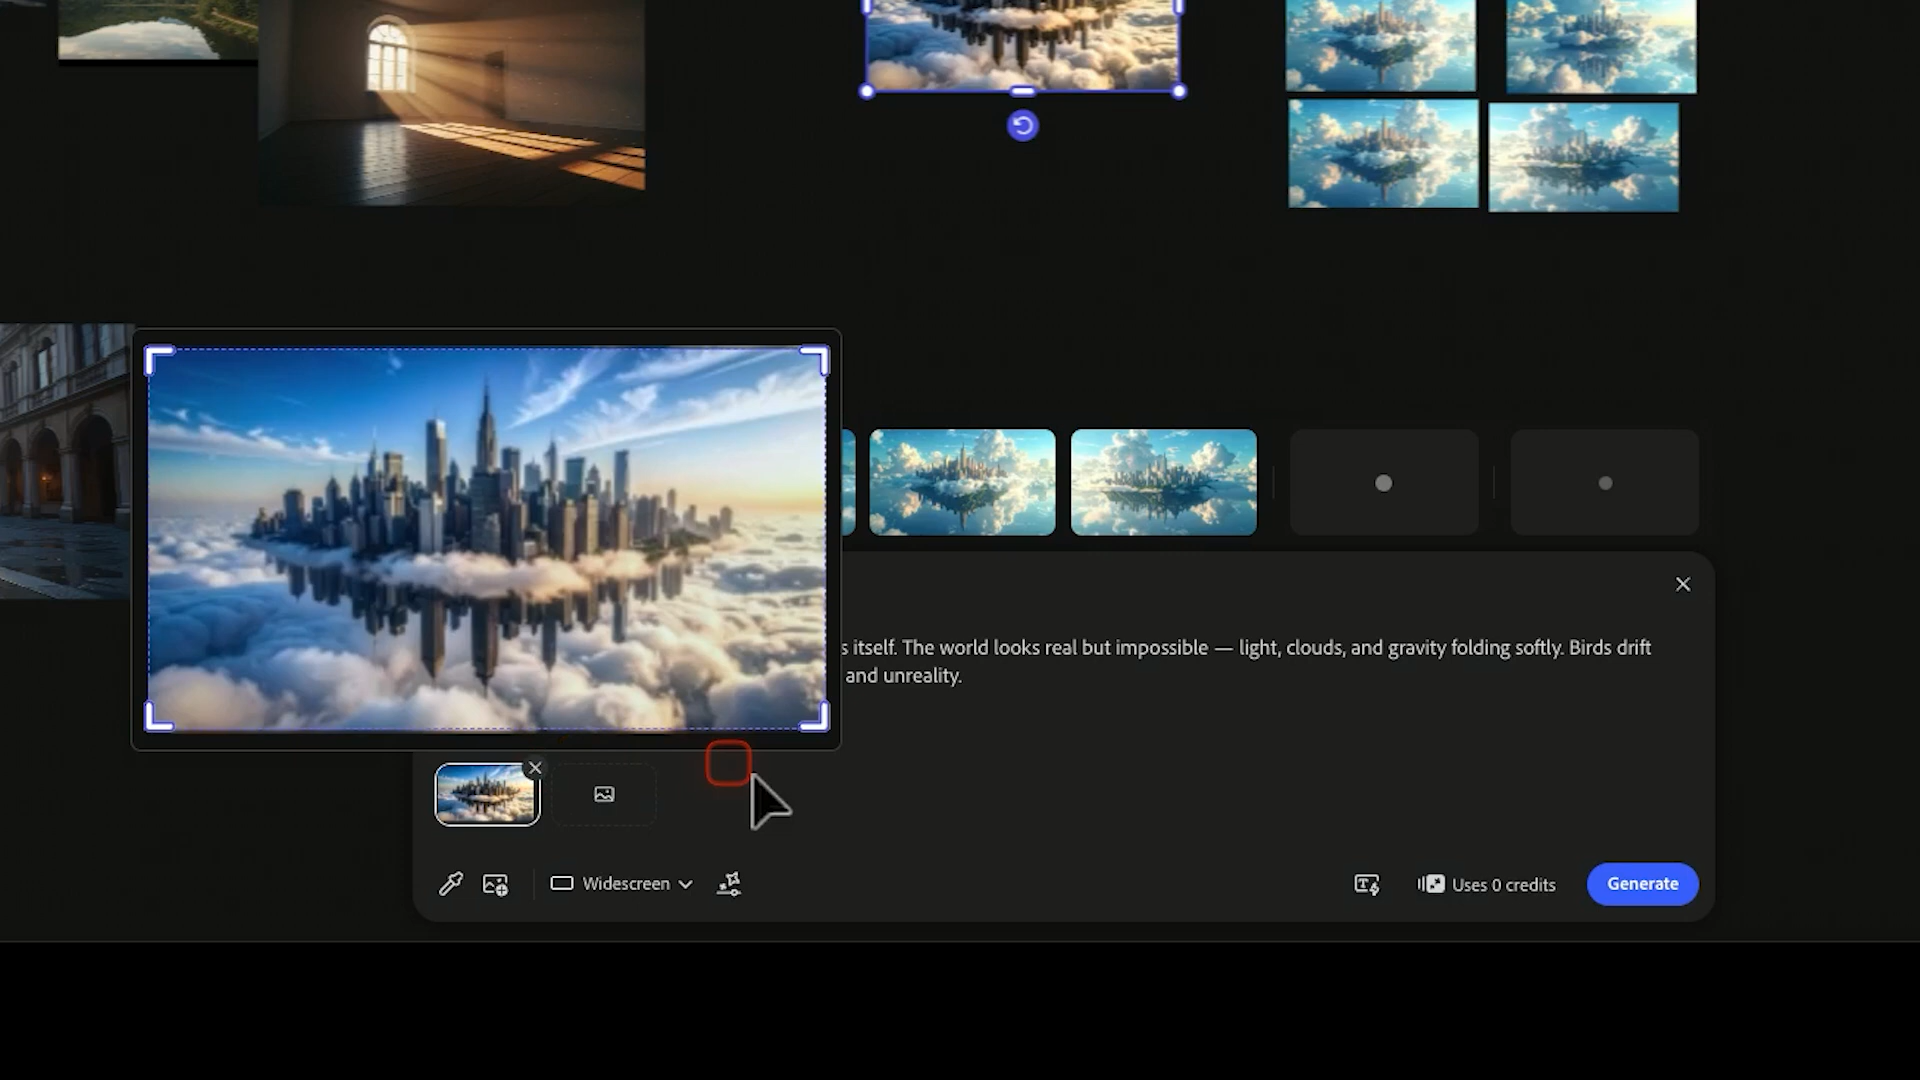 s itself. The world looks real but impossible — light, clouds, and gravity folding softly. Birds drift
and unreality.
Widescreen
Uses 0 credits
Generate